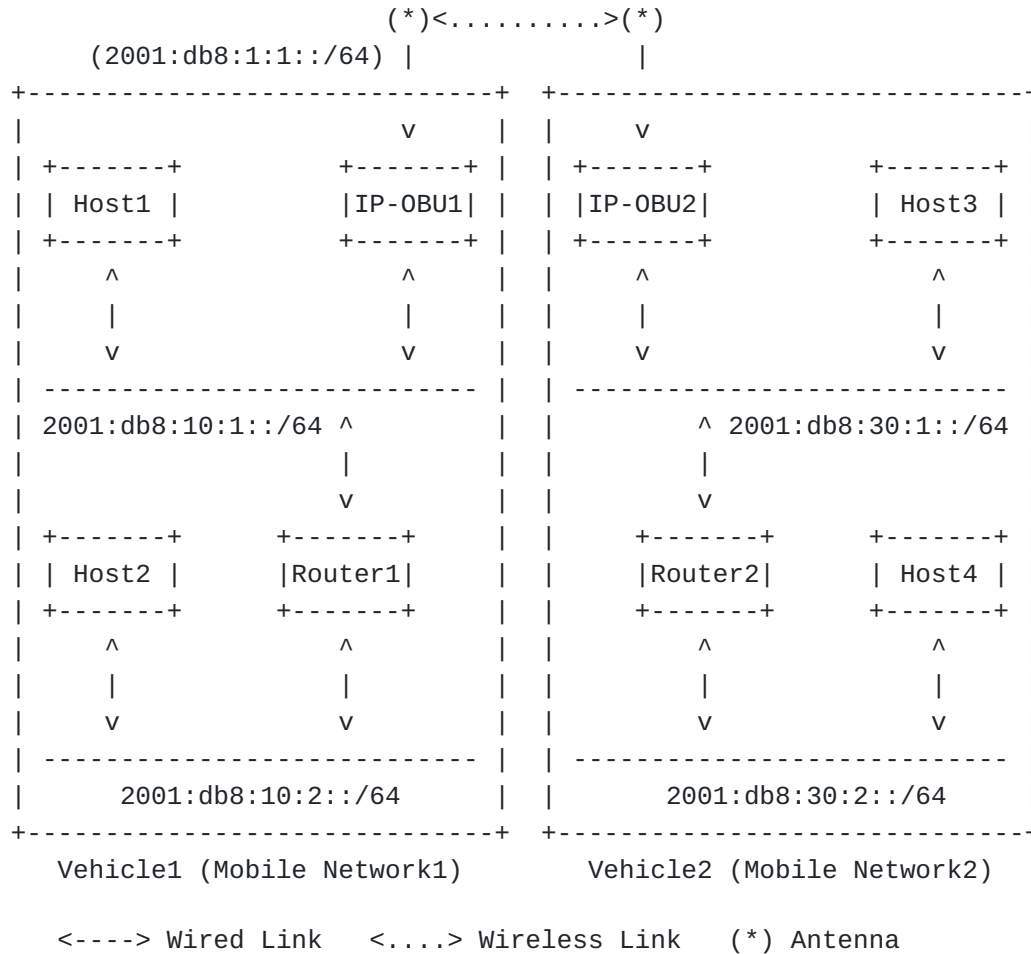 (*)<..........>(*)
     (2001:db8:1:1::/64) |              |
+------------------------------+  +------------------------------+
|                        v     |  |     v
| +-------+          +-------+ |  | +-------+          +-------+
| | Host1 |          |IP-OBU1| |  | |IP-OBU2|          | Host3 |
| +-------+          +-------+ |  | +-------+          +-------+
|     ^                  ^     |  |     ^                  ^
|     |                  |     |  |     |                  |
|     v                  v     |  |     v                  v
| ---------------------------- |  | ----------------------------
| 2001:db8:10:1::/64 ^         |  |         ^ 2001:db8:30:1::/64
|                    |         |  |         |
|                    v         |  |         v
| +-------+      +-------+     |  |     +-------+      +-------+
| | Host2 |      |Router1|     |  |     |Router2|      | Host4 |
| +-------+      +-------+     |  |     +-------+      +-------+
|     ^              ^         |  |         ^              ^
|     |              |         |  |         |              |
|     v              v         |  |         v              v
| ---------------------------- |  | ----------------------------
|      2001:db8:10:2::/64      |  |       2001:db8:30:2::/64
+------------------------------+  +------------------------------+
   Vehicle1 (Mobile Network1)        Vehicle2 (Mobile Network2)

   <----> Wired Link   <....> Wireless Link   (*) Antenna